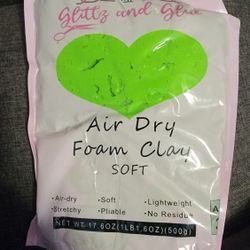 Glittz and Glue
Air Dry
Foam Clay
SOFT
·Air-dry ·Soft ·Lightweight
·Stretchy ·Pliable ·No Residue
NET WT 17.6OZ(1LB1.6OZ)(500g)